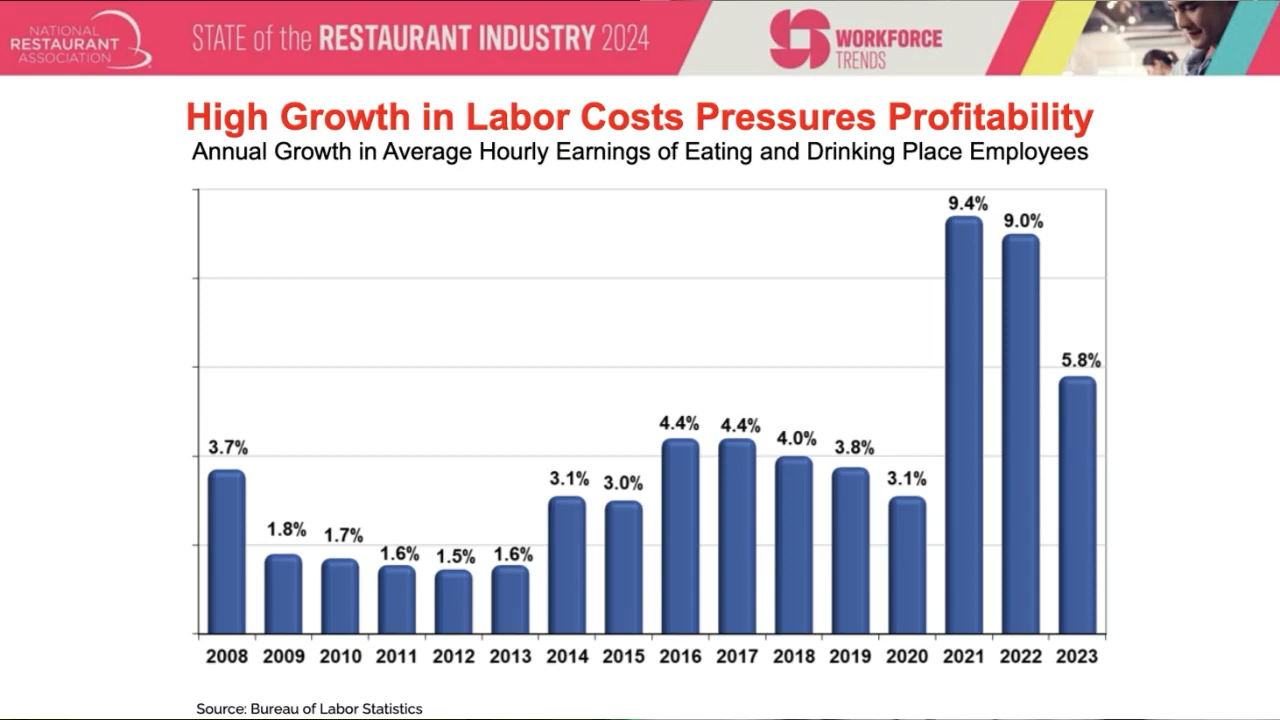 NATIONAL
RESTAURANT
ASSOCIATION
STATE of the RESTAURANT INDUSTRY 2024
WORKFORCE
TRENDS
High Growth in Labor Costs Pressures Profitability
Annual Growth in Average Hourly Earnings of Eating and Drinking Place Employees
3.7%
1.8%
1.7%
1.6%
1.5%
1.6%
3.1%
3.0%
4.4%
4.4%
4.0%
3.8%
3.1%
9.4%
9.0%
5.8%
2008 2009 2010 2011 2012 2013 2014 2015 2016 2017 2018 2019 2020 2021 2022 2023
Source: Bureau of Labor Statistics